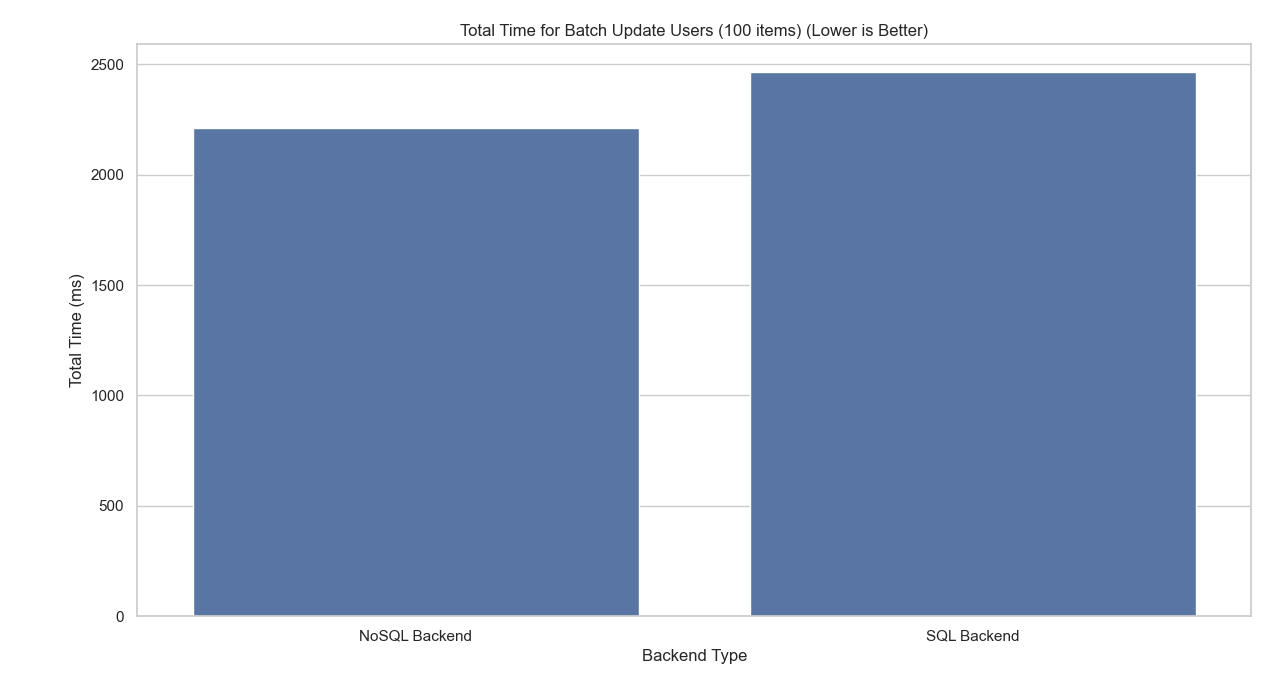 Total Time for Batch Update Users (100 items) (Lower is Better)
2500
2000
1500
1000
500
0
Total Time (ms)
NoSQL Backend
SQL Backend
Backend Type